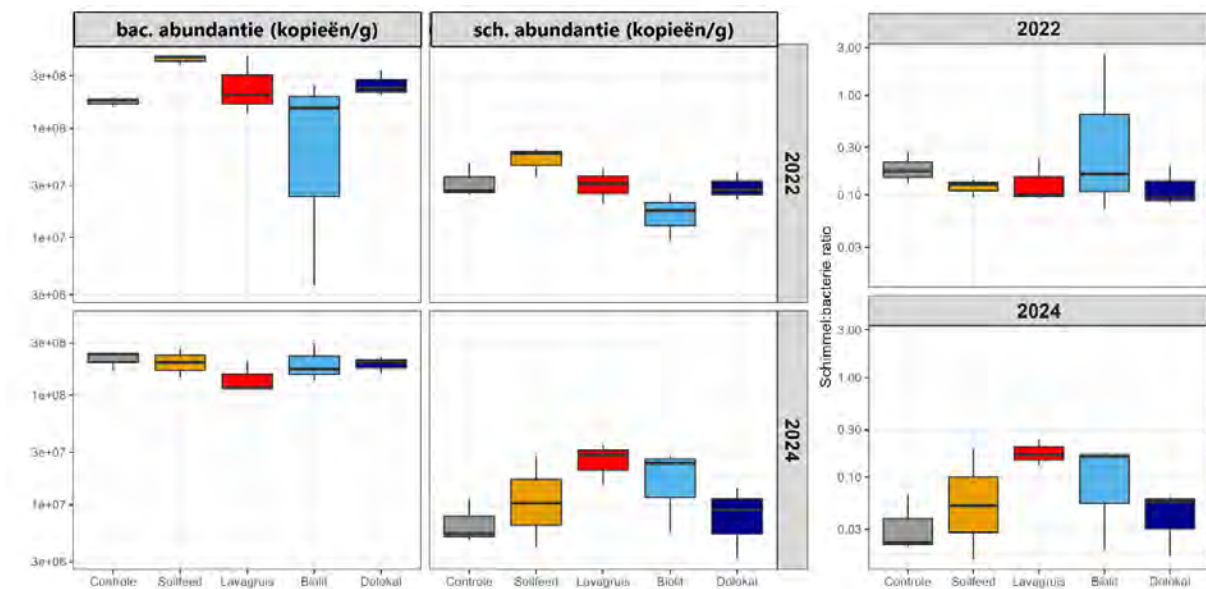 bac. abundantie (kopieën/g)
sch. abundantie (kopieën/g)
2022
3e+08
1e+08
3e+07
1e+07
3e+06
2022
3e+08
1e+08
3e+07
1e+07
3e+06
2024
Controle Soilfeed Lavagruis Biolit Dolokal
Controle Soilfeed Lavagruis Biolit Dolokal
Schimmel:bacterie ratio
3.00
1.00
0.30
0.10
0.03
2024
3.00
1.00
0.30
0.10
0.03
Controle Soilfeed Lavagruis Biolit Dolokal